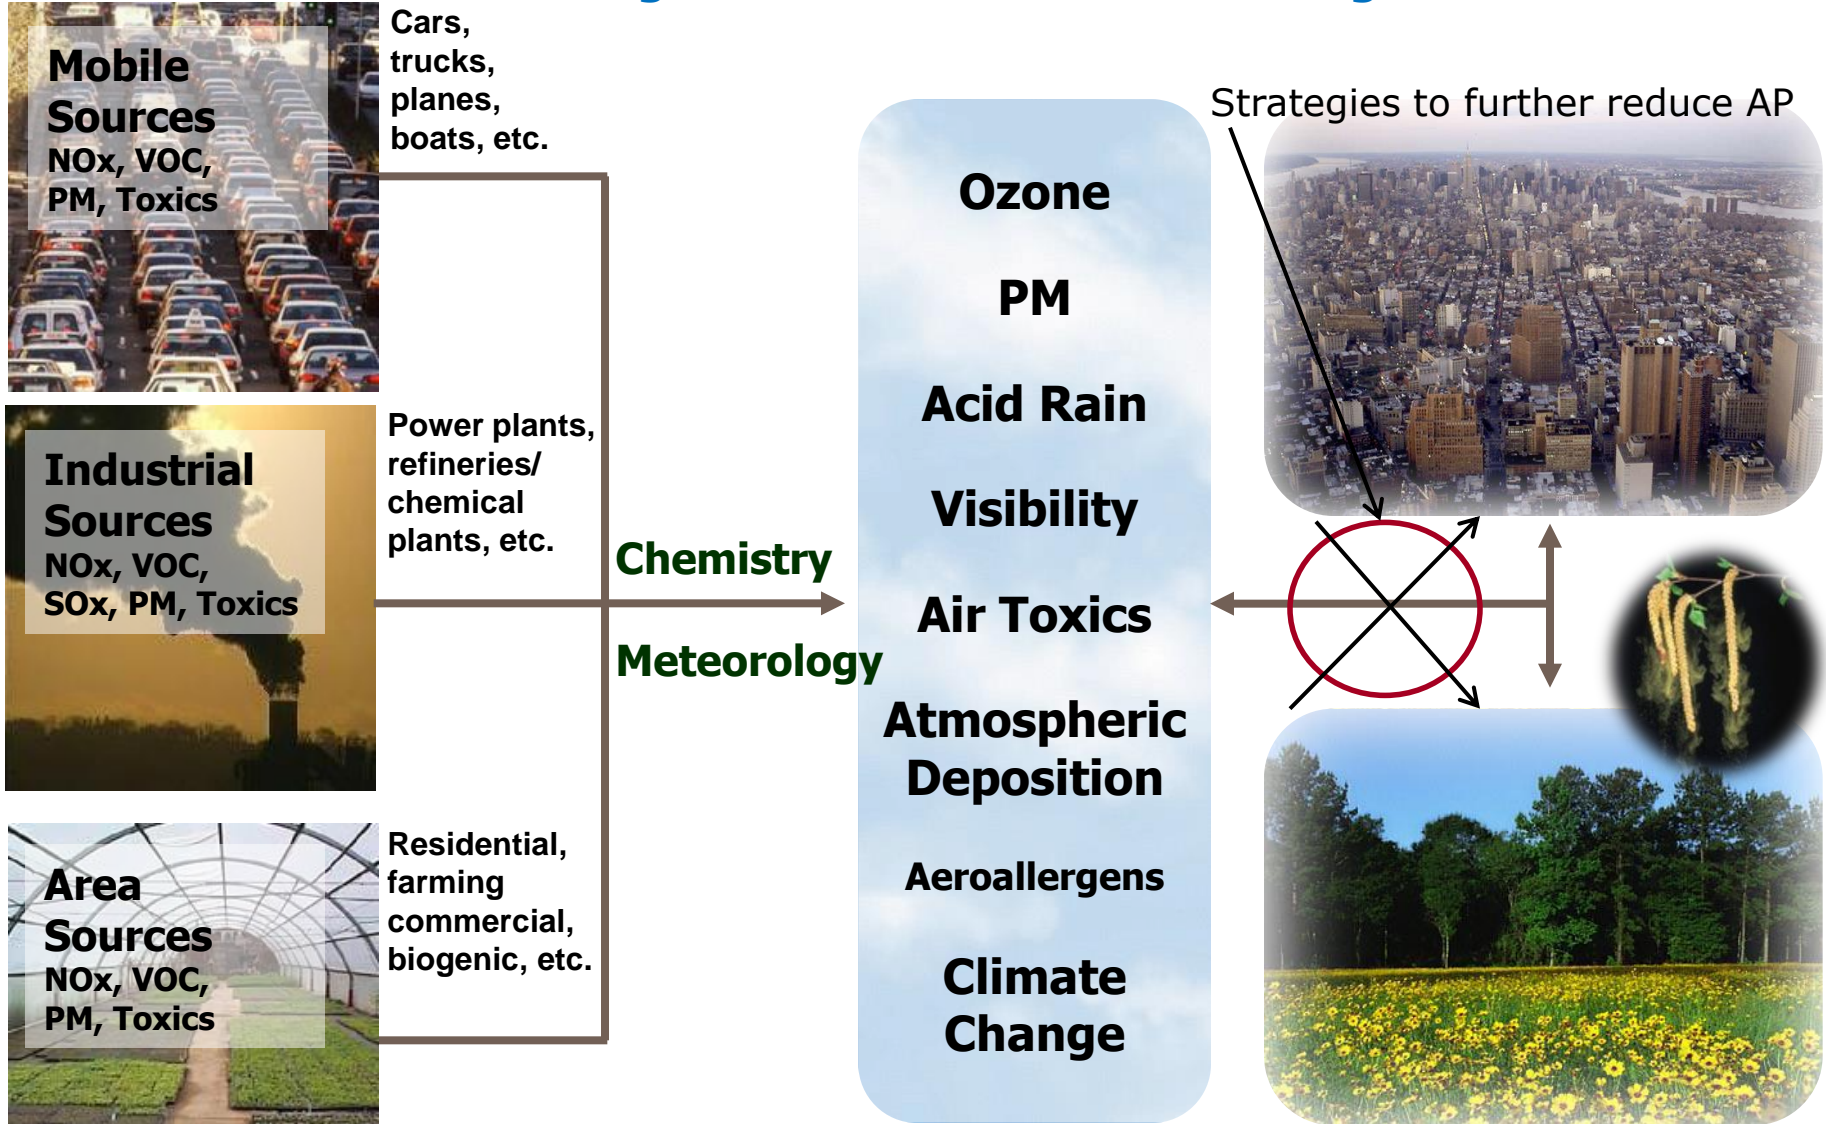 Cars,
trucks,
planes,
boats, etc.
Mobile
Sources
NOx, VOC,
PM, Toxics
Power plants,
refineries/
chemical
plants, etc.
Industrial
Sources
NOx, VOC,
SOx, PM, Toxics
Residential,
farming
commercial,
biogenic, etc.
Area
Sources
NOx, VOC,
PM, Toxics
Chemistry
Meteorology
Ozone
PM
Acid Rain
Visibility
Air Toxics
Atmospheric
Deposition
Aeroallergens
Climate
Change
Strategies to further reduce AP